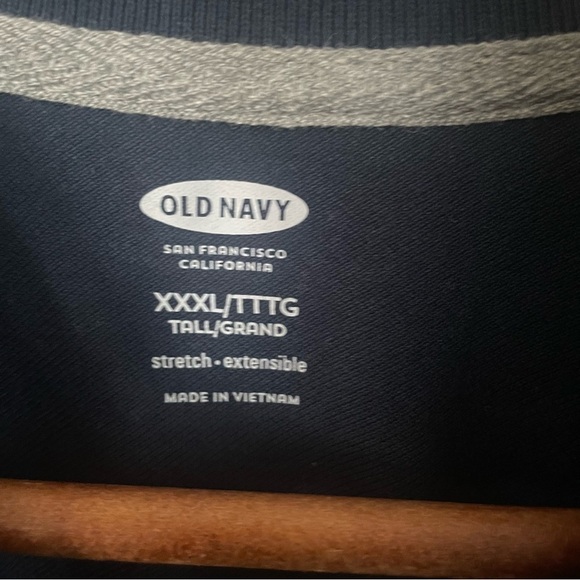 OLD NAVY
SAN FRANCISCO
CALIFORNIA
XXXL/TTTG
TALL/GRAND
stretch • extensible
MADE IN VIETNAM